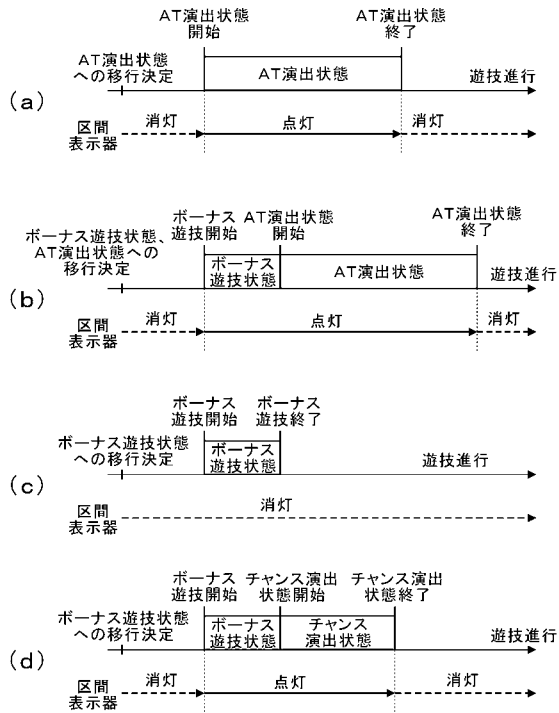 AT演出状態
開始
AT演出状態
終了
AT演出状態
への移行決定
AT演出状態
遊技進行
(a)
区間
表示器
消灯
点灯
消灯
ボーナス
遊技開始
AT演出状態
開始
AT演出状態
終了
ボーナス遊技状態、
AT演出状態への
移行決定
ボーナス
遊技状態
AT演出状態
遊技進行
(b)
区間
表示器
消灯
点灯
消灯
ボーナス
遊技開始
ボーナス
遊技終了
ボーナス遊技状態
への移行決定
ボーナス
遊技状態
遊技進行
(c)
区間
表示器
消灯
ボーナス
遊技開始
チャンス演出
状態開始
チャンス演出
状態終了
ボーナス遊技状態
への移行決定
ボーナス
遊技状態
チャンス
演出状態
遊技進行
(d)
区間
表示器
消灯
点灯
消灯